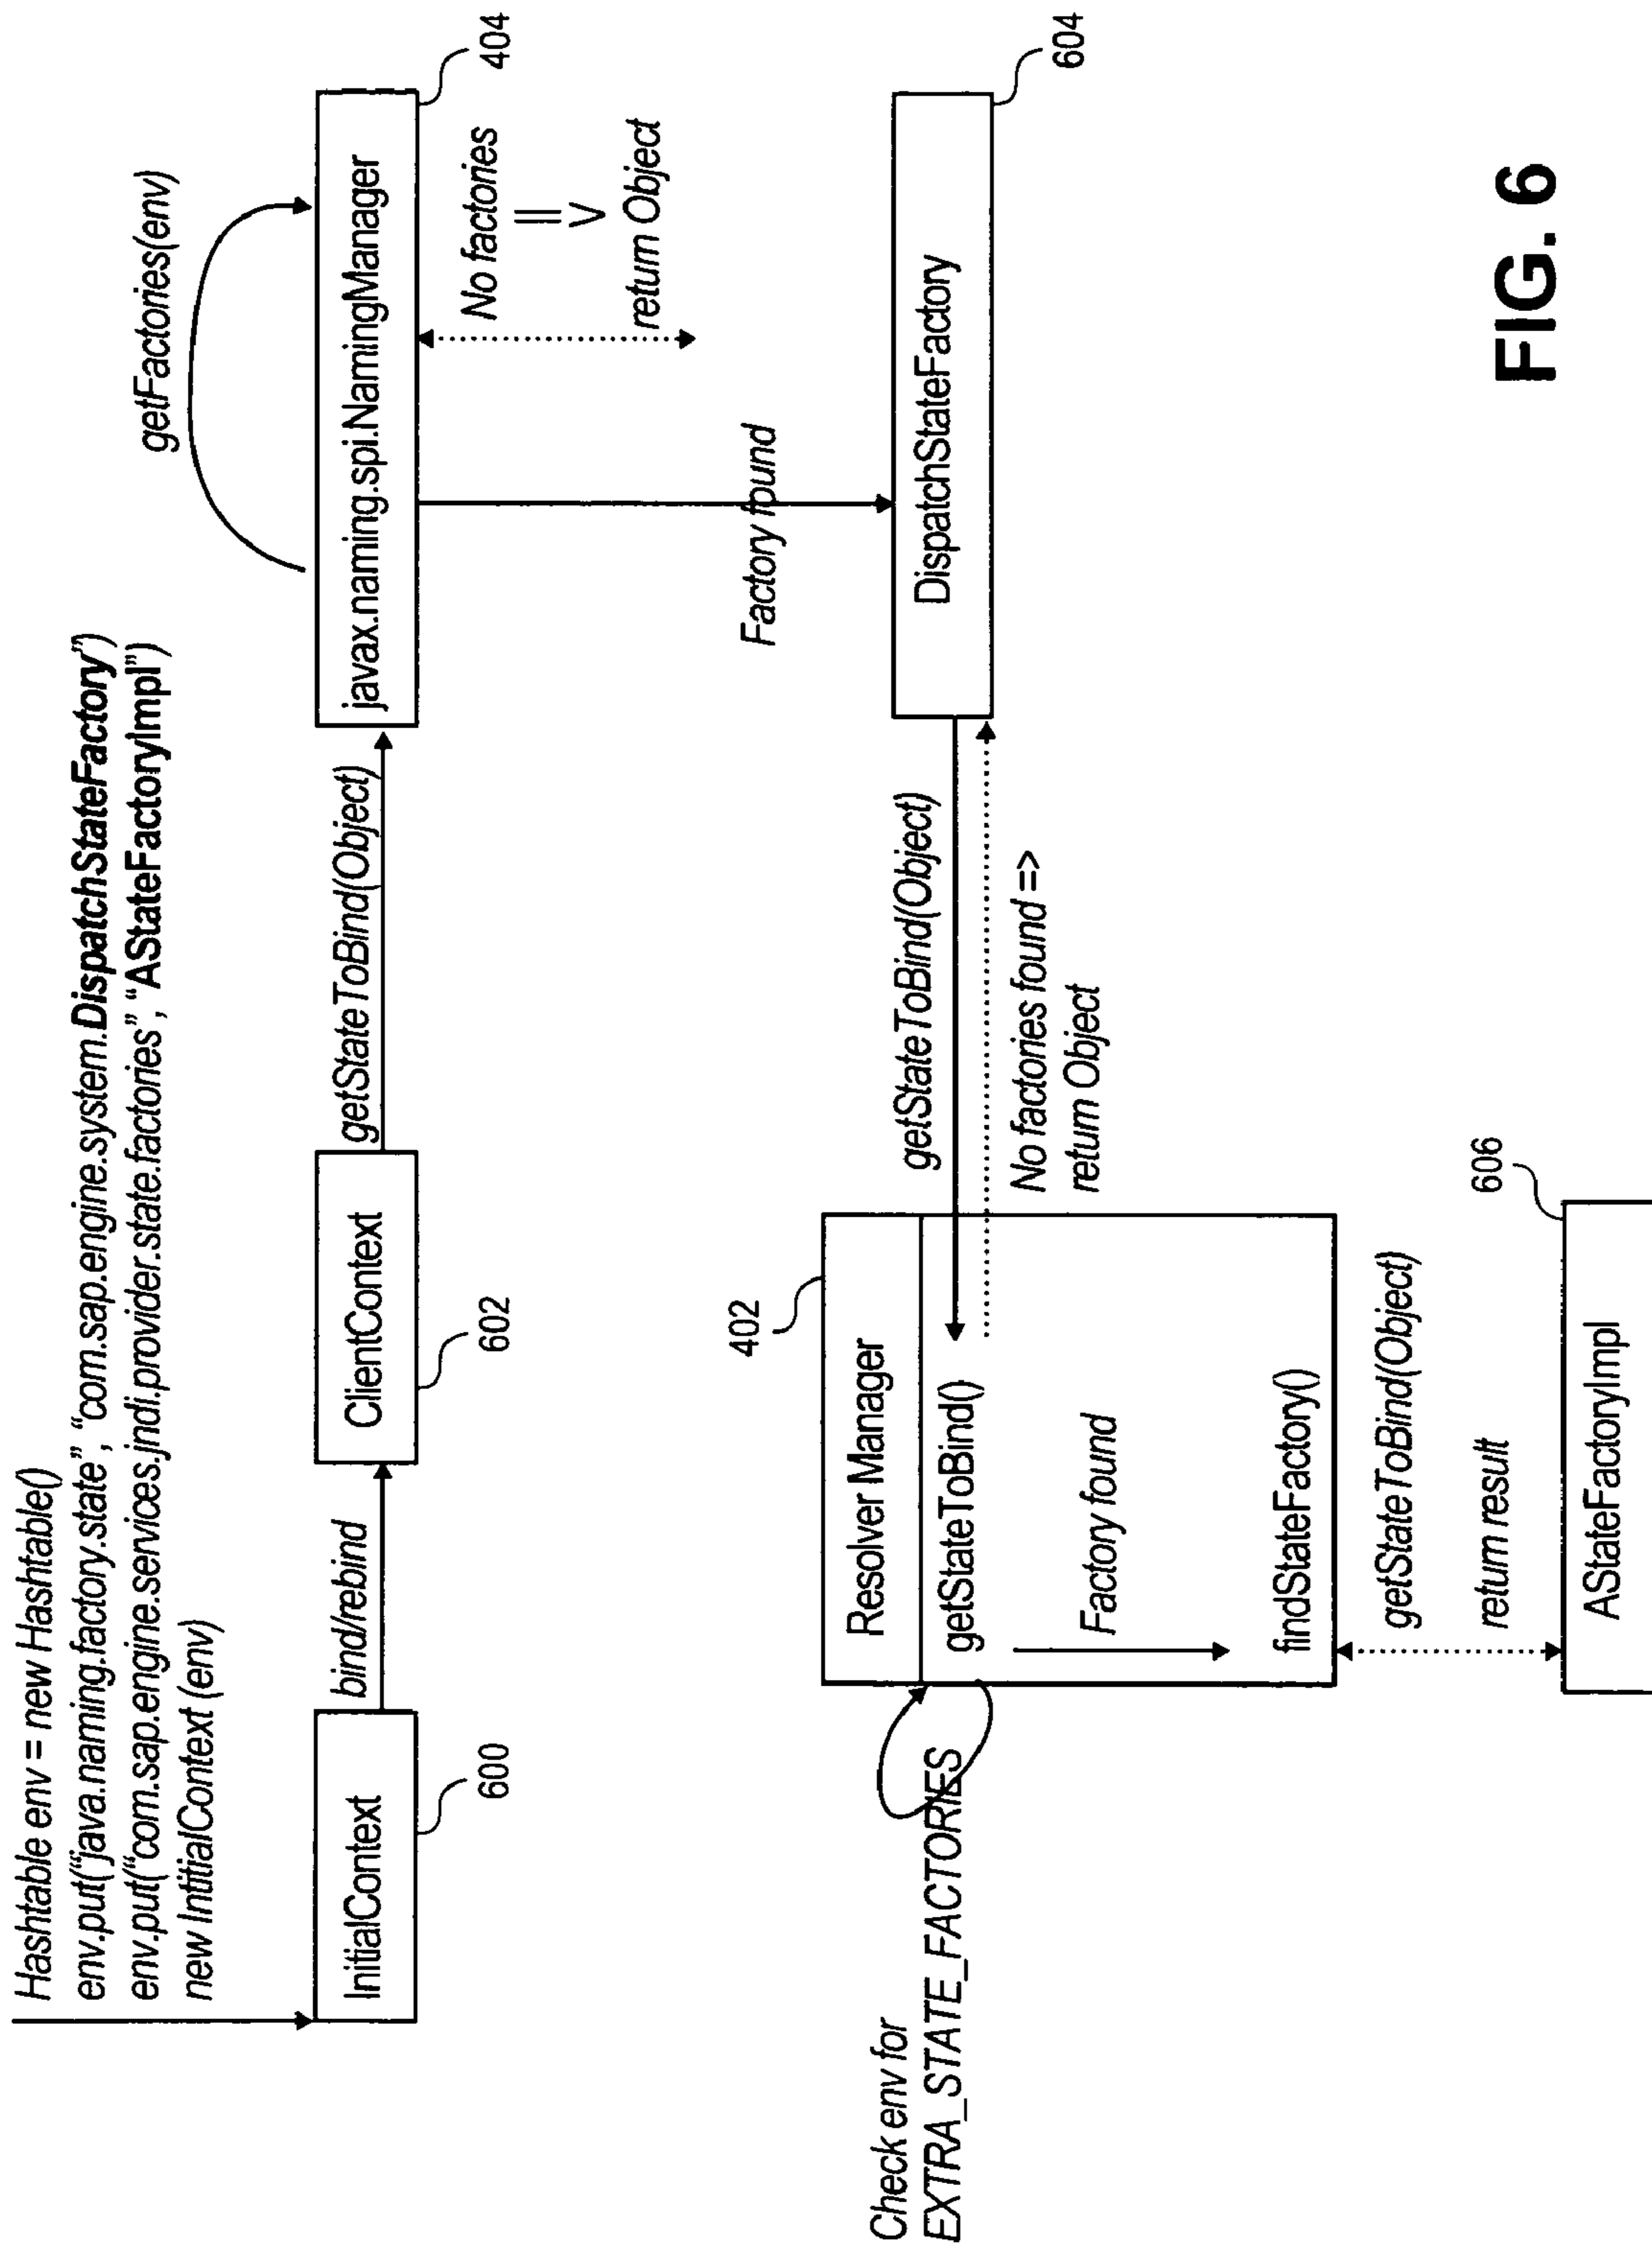 Hashtable env = new Hashtable()
env.put("java.naming.factory.state", "com.sap.engine.system.DispatchStateFactory")
env.put("com.sap.engine.services.jndi.provider.state.factories", "AStateFactoryImpl")
new IntitialContext (env)
InitialContext
600
bind/rebind
ClientContext
602
getStateToBind(Object)
getFactories(env)
javax.naming.spi.NamingManager
404
No factories
=>
return Object
Factory found
DispatchStateFactory
604
getStateToBind(Object)
No factories found =>
return Object
402
Resolver Manager
getStateToBind()
Factory found
findStateFactory()
Check env for
EXTRA_STATE_FACTORIES
getStateToBind(Object)
return result
606
AStateFactoryImpl
FIG. 6